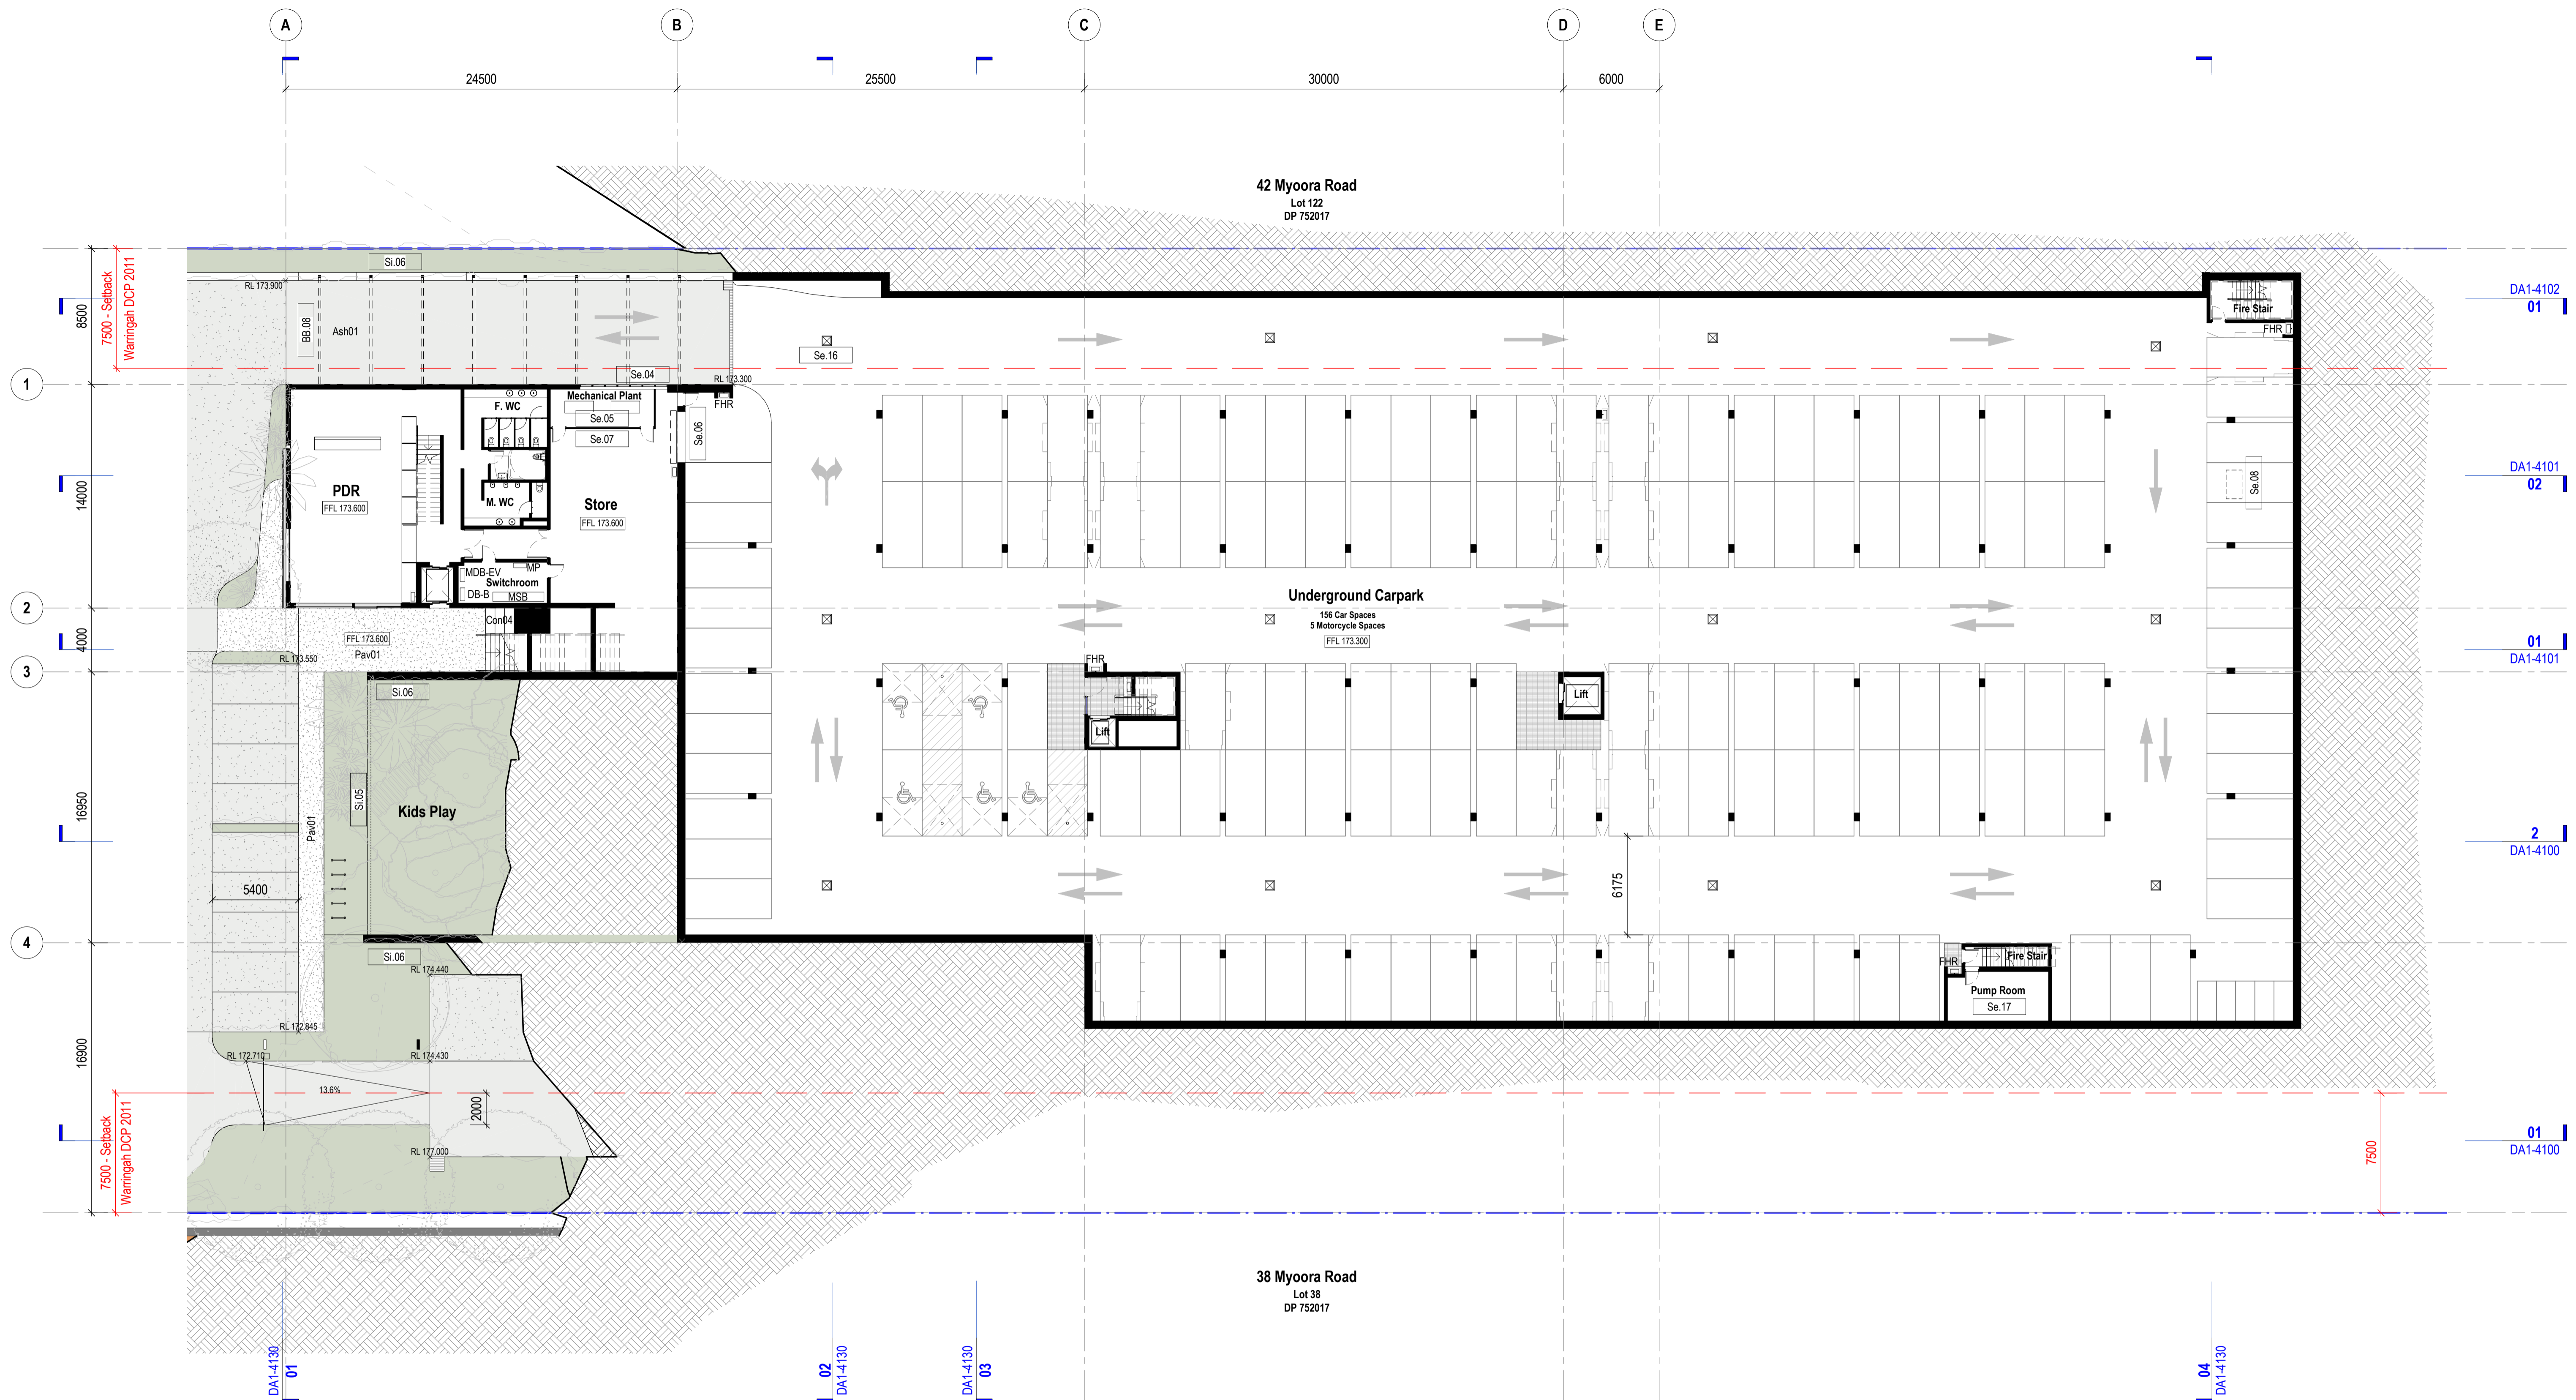 A
B
C
D
E
24500
25500
30000
6000
42 Myoora Road
Lot 122
DP 752017
7500 - Setback
Warringah DCP 2011
8500
Si.06
RL 173.900
BB.08
Ash01
Se.04
RL 173.300
Se.16
Fire Stair
FHR
DA1-4102
01
1
Mechanical Plant
F. WC
Se.05
Se.07
FHR
Se.06
14000
PDR
FFL 173.600
M. WC
Store
FFL 173.600
Se.08
DA1-4101
02
MDB-EV
MP
Switchroom
DB-B
MSB
2
Underground Carpark
156 Car Spaces
5 Motorcycle Spaces
FFL 173.300
Con04
4000
FFL 173.600
Pav01
RL 173.550
01
DA1-4101
3
FHR
Si.06
Lift
Lift
16950
Si.05
Kids Play
Pav01
2
DA1-4100
5400
6175
4
Si.06
RL 174.440
FHR
Fire Stair
Pump Room
Se.17
RL 172.845
16900
RL 172.710
RL 174.430
13.6%
2000
7500 - Setback
Warringah DCP 2011
RL 177.000
7500
01
DA1-4100
38 Myoora Road
Lot 38
DP 752017
DA1-4130
01
02
DA1-4130
DA1-4130
03
04
DA1-4130